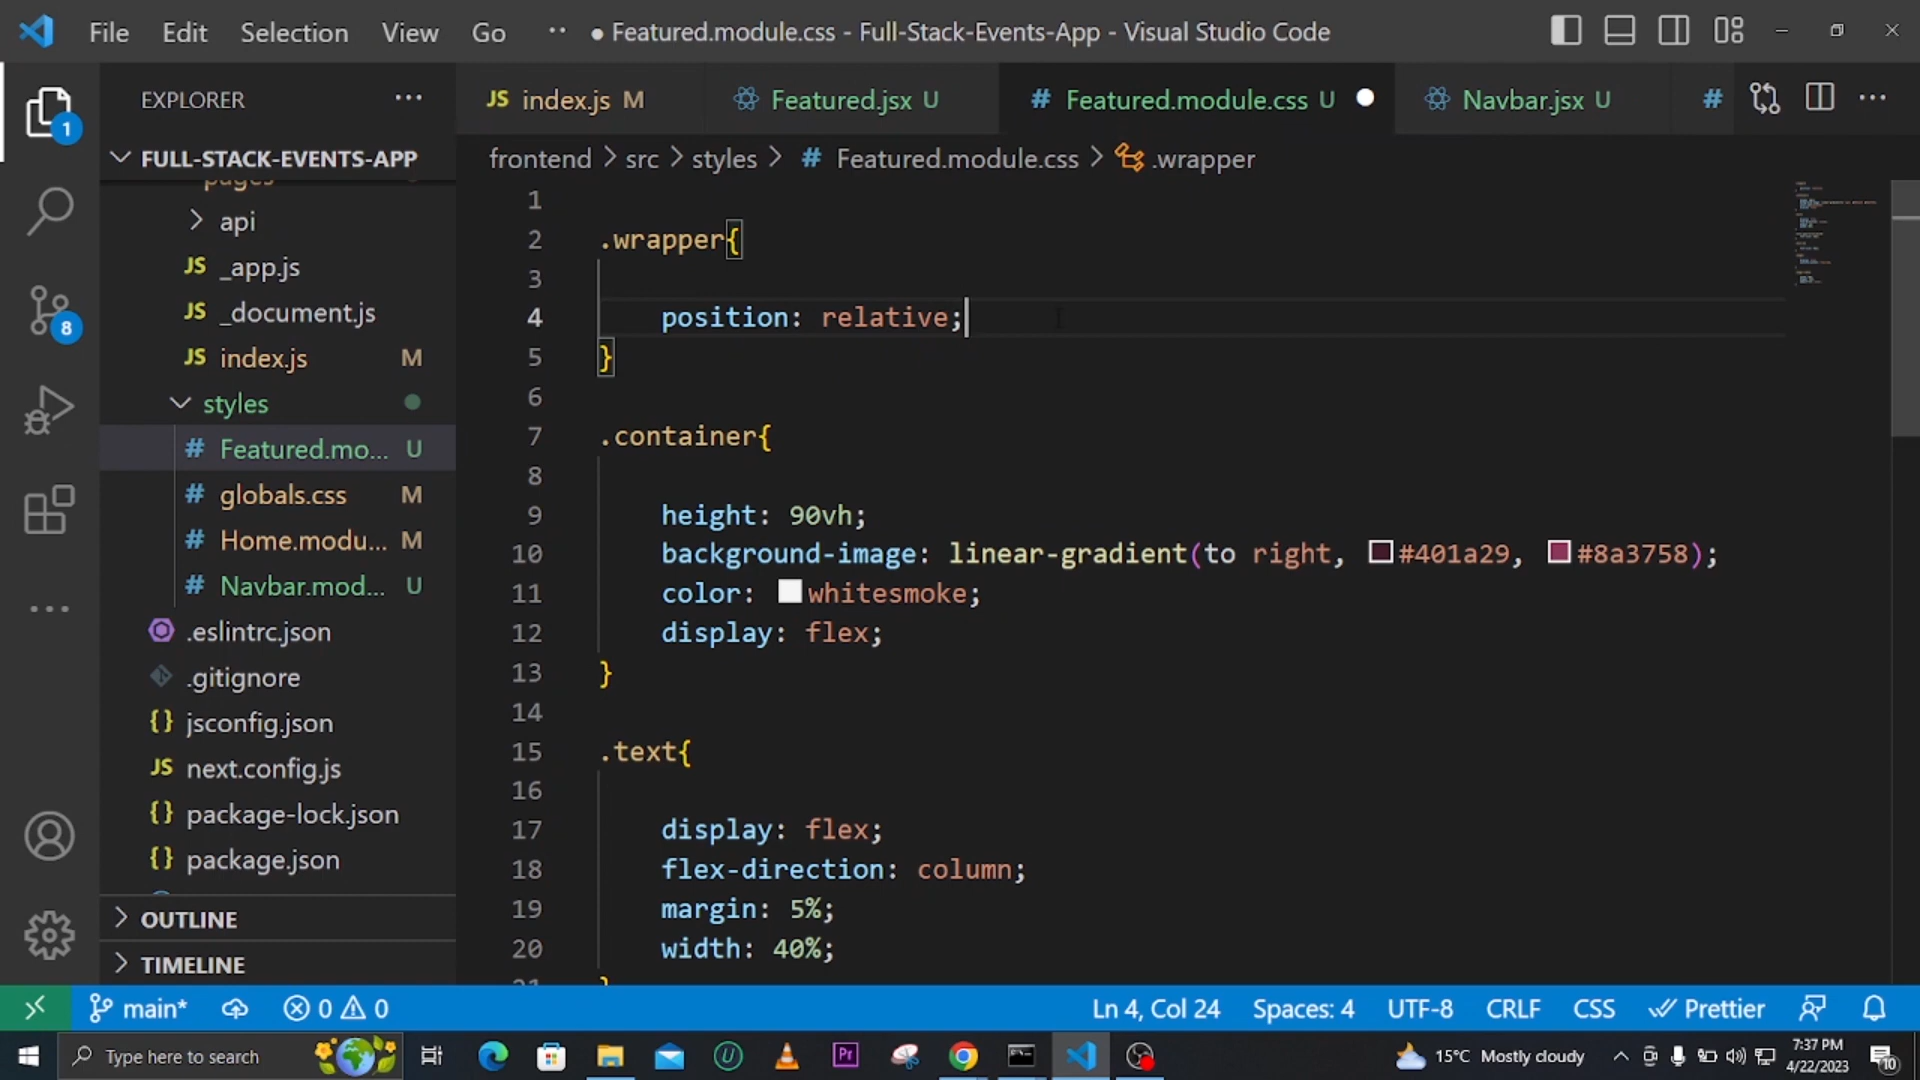 File Edit Selection View Go ·· ● Featured.module.css - Full-Stack-Events-App - Visual Studio Code
EXPLORER ···
JS index.js M Featured.jsx U # Featured.module.css U ● Navbar.jsx U # ···
FULL-STACK-EVENTS-APP
frontend > src > styles > # Featured.module.css > .wrapper
pages
> api
JS _app.js
JS _document.js
JS index.js M
styles
# Featured.mo... U
# globals.css M
# Home.modu... M
# Navbar.mod... U
.eslintrc.json
.gitignore
{} jsconfig.json
JS next.config.js
{} package-lock.json
{} package.json
> OUTLINE
> TIMELINE
1
8
1
2 .wrapper{
3
4 position: relative;
5 }
6
7 .container{
8
9 height: 90vh;
10 background-image: linear-gradient(to right, #401a29, #8a3758);
11 color: whitesmoke;
12 display: flex;
13 }
14
15 .text{
16
17 display: flex;
18 flex-direction: column;
19 margin: 5%;
20 width: 40%;
21 }
main* 0 0 Ln 4, Col 24 Spaces: 4 UTF-8 CRLF CSS Prettier
Type here to search Pr 15°C Mostly cloudy 7:37 PM
4/22/2023 10